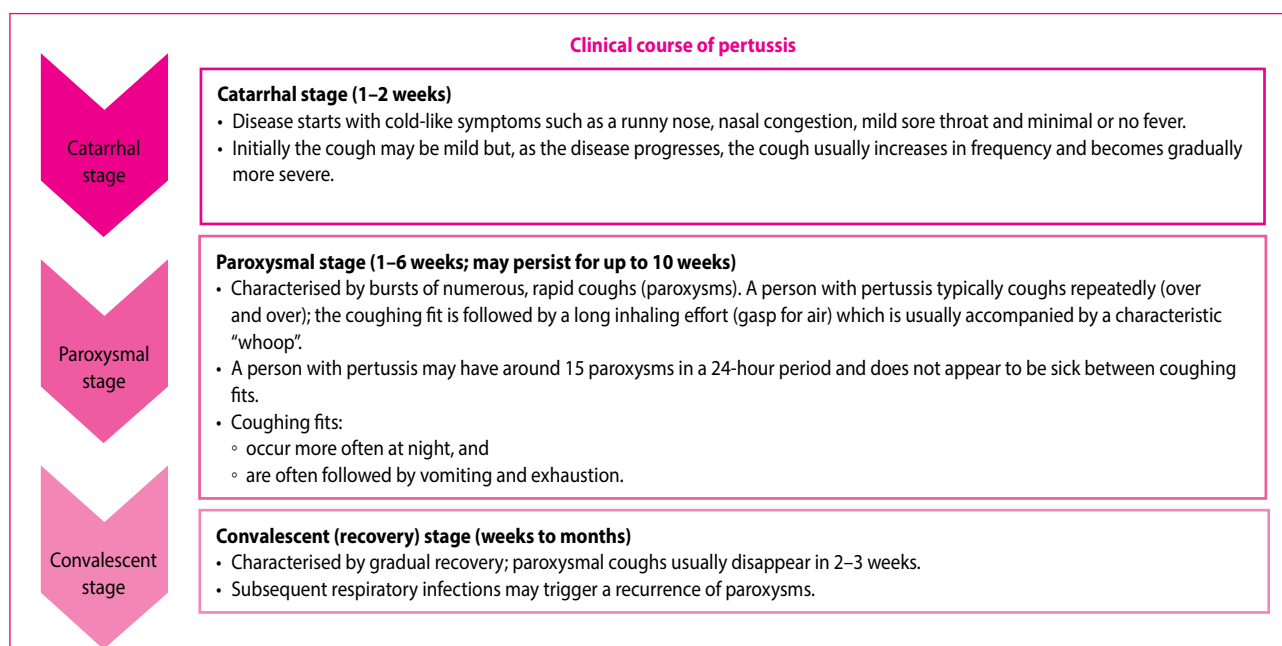 Clinical course of pertussis
Catarrhal
stage
Catarrhal stage (1–2 weeks)
• Disease starts with cold-like symptoms such as a runny nose, nasal congestion, mild sore throat and minimal or no fever.
• Initially the cough may be mild but, as the disease progresses, the cough usually increases in frequency and becomes gradually
more severe.
Paroxysmal
stage
Paroxysmal stage (1–6 weeks; may persist for up to 10 weeks)
• Characterised by bursts of numerous, rapid coughs (paroxysms). A person with pertussis typically coughs repeatedly (over
and over); the coughing fit is followed by a long inhaling effort (gasp for air) which is usually accompanied by a characteristic
“whoop”.
• A person with pertussis may have around 15 paroxysms in a 24-hour period and does not appear to be sick between coughing
fits.
• Coughing fits:
◦ occur more often at night, and
◦ are often followed by vomiting and exhaustion.
Convalescent
stage
Convalescent (recovery) stage (weeks to months)
• Characterised by gradual recovery; paroxysmal coughs usually disappear in 2–3 weeks.
• Subsequent respiratory infections may trigger a recurrence of paroxysms.